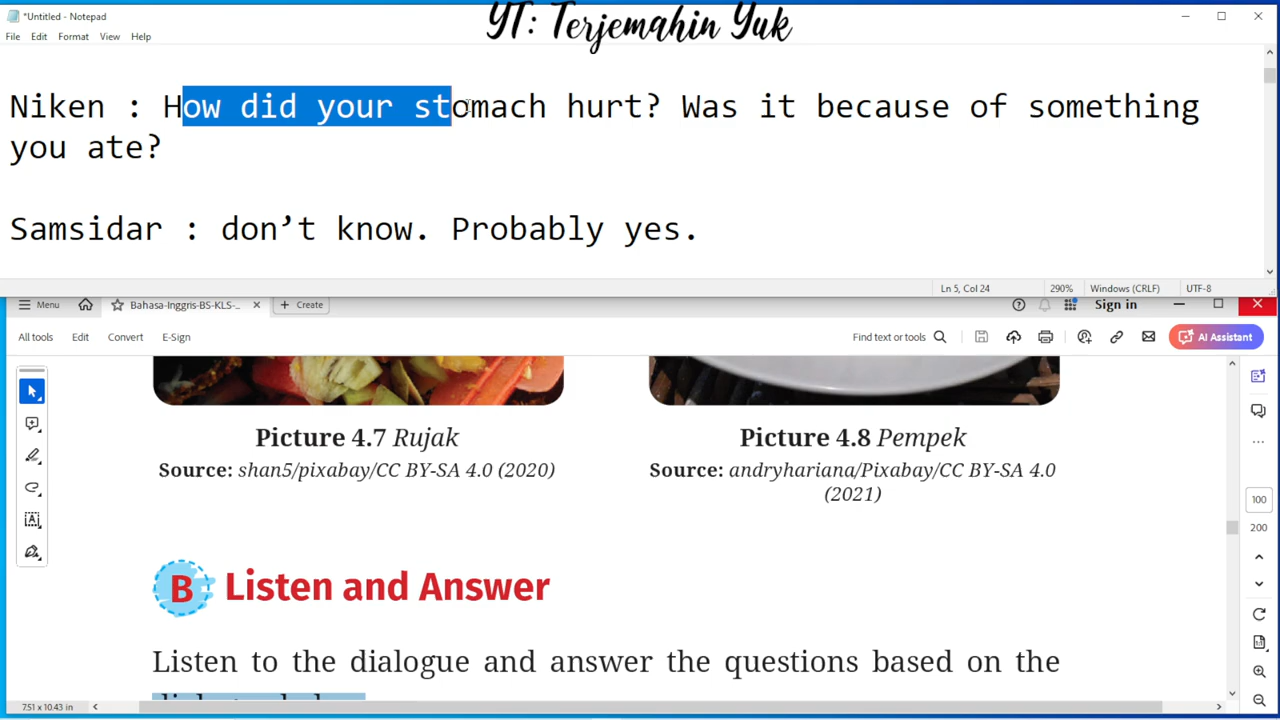 YT: Terjemahin Yuk
*Untitled - Notepad
File Edit Format View Help
Niken : How did your stomach hurt? Was it because of something
you ate?
Samsidar : don’t know. Probably yes.
Ln 5, Col 24 290% Windows (CRLF) UTF-8
Menu Bahasa-Inggris-BS-KLS-... Create Sign in
All tools Edit Convert E-Sign Find text or tools AI Assistant
Picture 4.7 Rujak
Source: shan5/pixabay/CC BY-SA 4.0 (2020)
Picture 4.8 Pempek
Source: andryhariana/Pixabay/CC BY-SA 4.0
(2021)
100
200
B Listen and Answer
Listen to the dialogue and answer the questions based on the
7.51 x 10.43 in